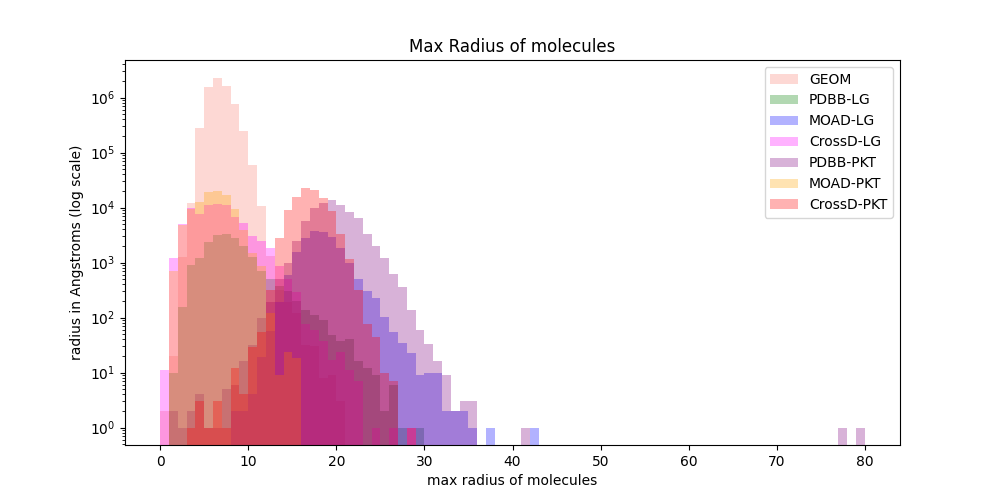 Max Radius of molecules
GEOM
PDBB-LG
MOAD-LG
CrossD-LG
PDBB-PKT
MOAD-PKT
CrossD-PKT
radius in Angstroms (log scale)
10^6
10^5
10^4
10^3
10^2
10^1
10^0
0 10 20 30 40 50 60 70 80
max radius of molecules